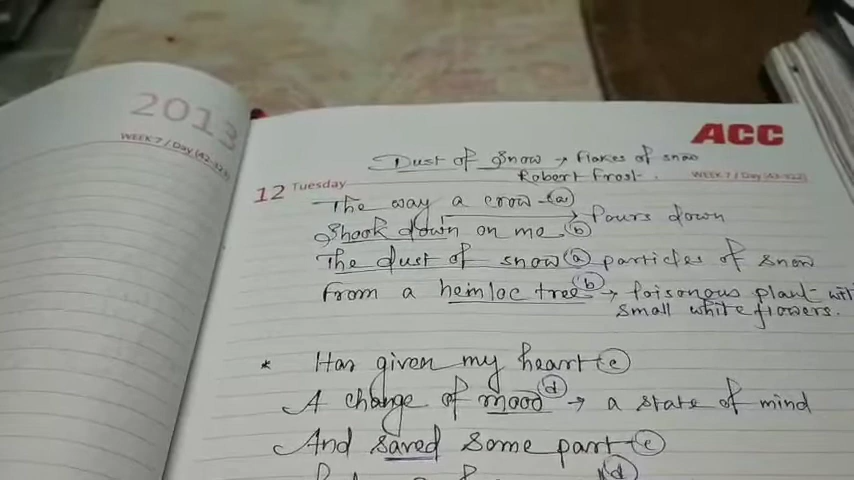 2013
WEEK 7 / Day (42-323)
ACC
Dust of Snow → Flakes of snow
Robert Frost.
WEEK 7 / Day (43-322)
12 Tuesday
The way a crow (a)
Shook down on me (b) → Pours down
The dust of snow (a) particles of snow
From a hemloc tree (b) → Poisonous plant with
small white flowers.
* Has given my heart (c)
A change of mood (d) → a state of mind
And saved some part (c)
(d)